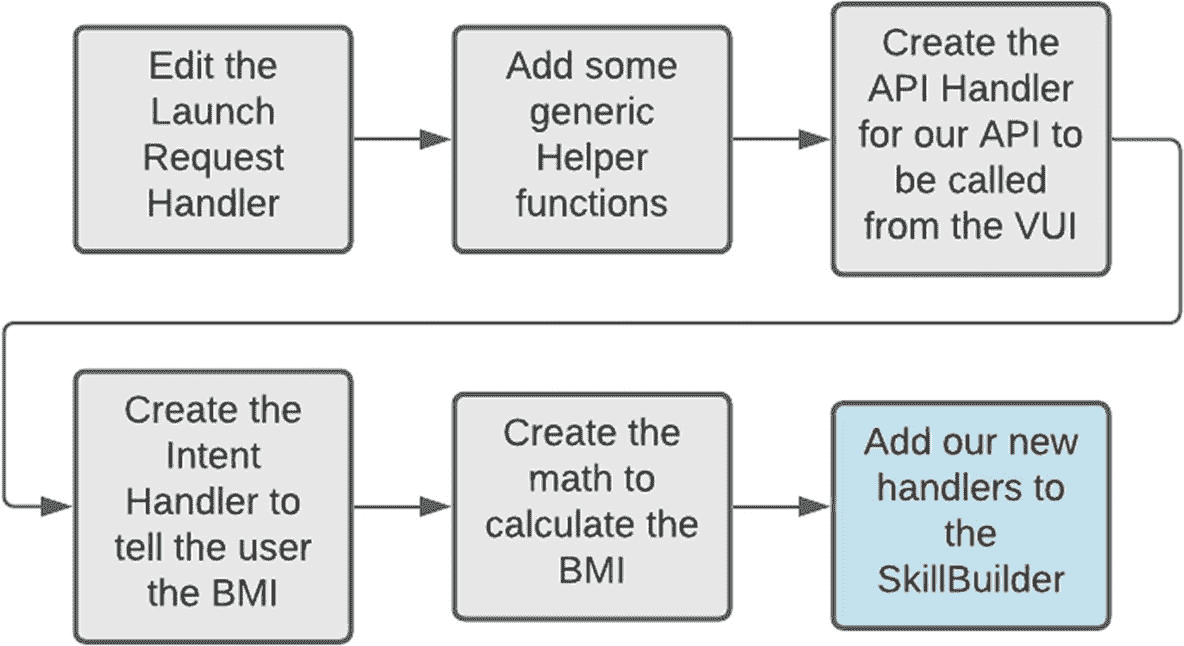 Edit the
Launch
Request
Handler
Add some
generic
Helper
functions
Create the
API Handler
for our API to
be called
from the VUI
Create the
Intent
Handler to
tell the user
the BMI
Create the
math to
calculate the
BMI
Add our new
handlers to
the
SkillBuilder